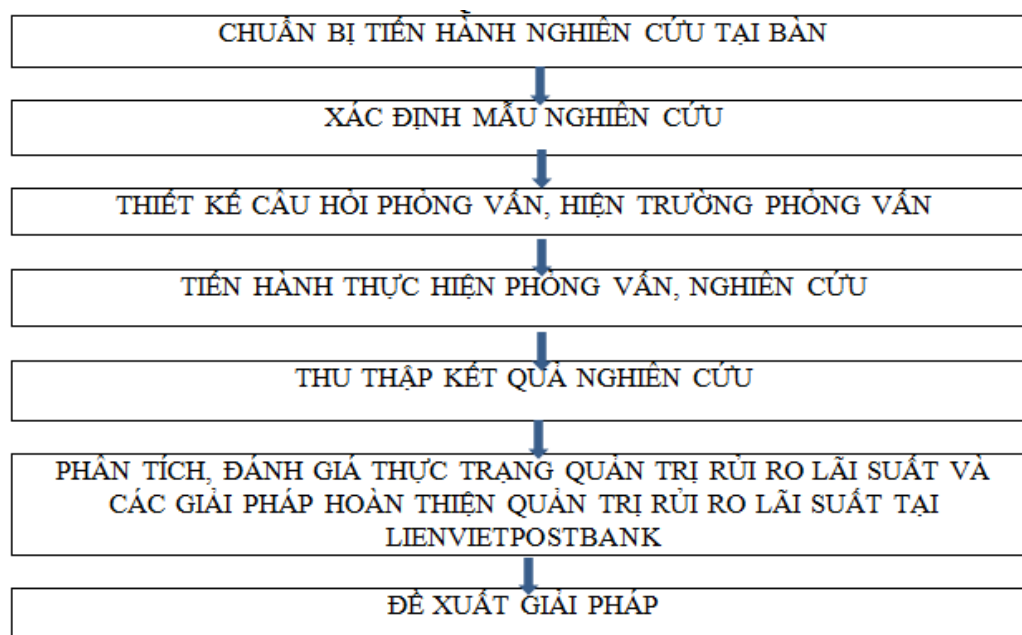 CHUẨN BỊ TIẾN HÀNH NGHIÊN CỨU TẠI BÀN
XÁC ĐỊNH MẪU NGHIÊN CỨU
THIẾT KẾ CÂU HỎI PHỎNG VẤN, HIỆN TRƯỜNG PHỎNG VẤN
TIẾN HÀNH THỰC HIỆN PHỎNG VẤN, NGHIÊN CỨU
THU THẬP KẾT QUẢ NGHIÊN CỨU
PHÂN TÍCH, ĐÁNH GIÁ THỰC TRẠNG QUẢN TRỊ RỦI RO LÃI SUẤT VÀ
CÁC GIẢI PHÁP HOÀN THIỆN QUẢN TRỊ RỦI RO LÃI SUẤT TẠI
LIENVIETPOSTBANK
ĐỀ XUẤT GIẢI PHÁP